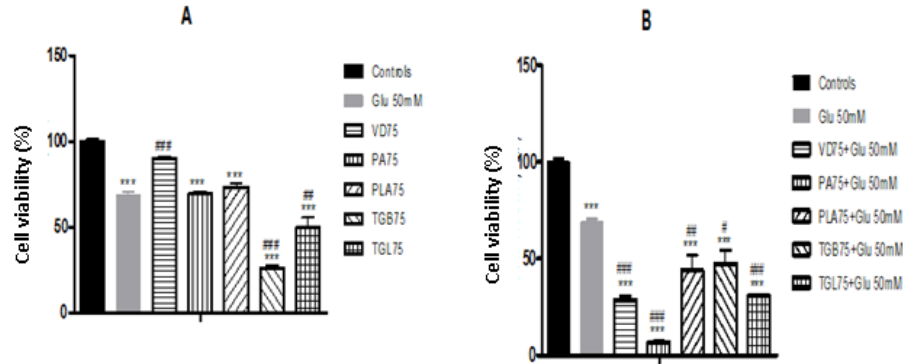 A
150
100
50
0
Cell viability (%)
***
###
***
***
###
***
##
***
Controls
Glu 50mM
VD75
PA75
PLA75
TGB75
TGL75
B
150
100
50
0
Cell viability (%)
***
###
***
###
***
##
***
#
***
###
***
Controls
Glu 50mM
VD75+Glu 50mM
PA75+Glu 50mM
PLA75+Glu 50mM
TGB75+Glu 50mM
TGL75+Glu 50mM